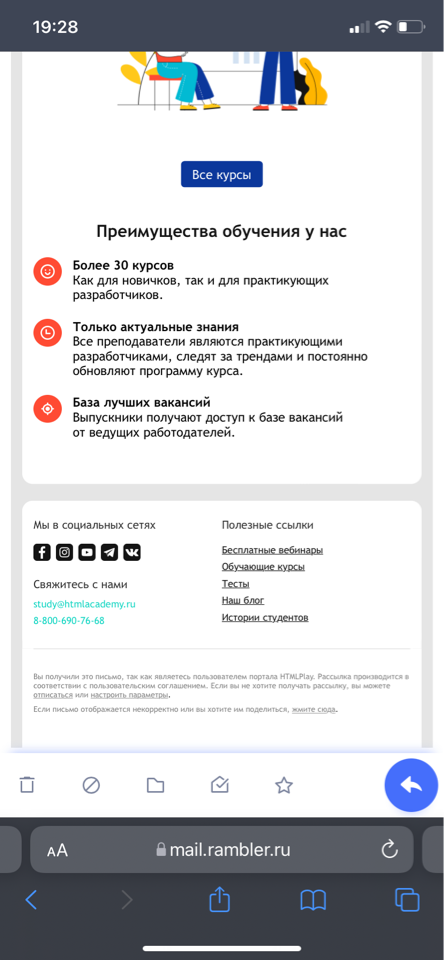 19:28
Все курсы
Преимущества обучения у нас
Более 30 курсов
Как для новичков, так и для практикующих
разработчиков.
Только актуальные знания
Все преподаватели являются практикующими
разработчиками, следят за трендами и постоянно
обновляют программу курса.
База лучших вакансий
Выпускники получают доступ к базе вакансий
от ведущих работодателей.
Мы в социальных сетях
Свяжитесь с нами
study@htmlacademy.ru
8-800-690-76-68
Полезные ссылки
Бесплатные вебинары
Обучающие курсы
Тесты
Наш блог
Истории студентов
Вы получили это письмо, так как являетесь пользователем портала HTMLPlay. Рассылка производится в
соответствии с пользовательским соглашением. Если вы не хотите получать рассылку, вы можете
отписаться или настроить параметры.
Если письмо отображается некорректно или вы хотите им поделиться, жмите сюда.
AA
mail.rambler.ru